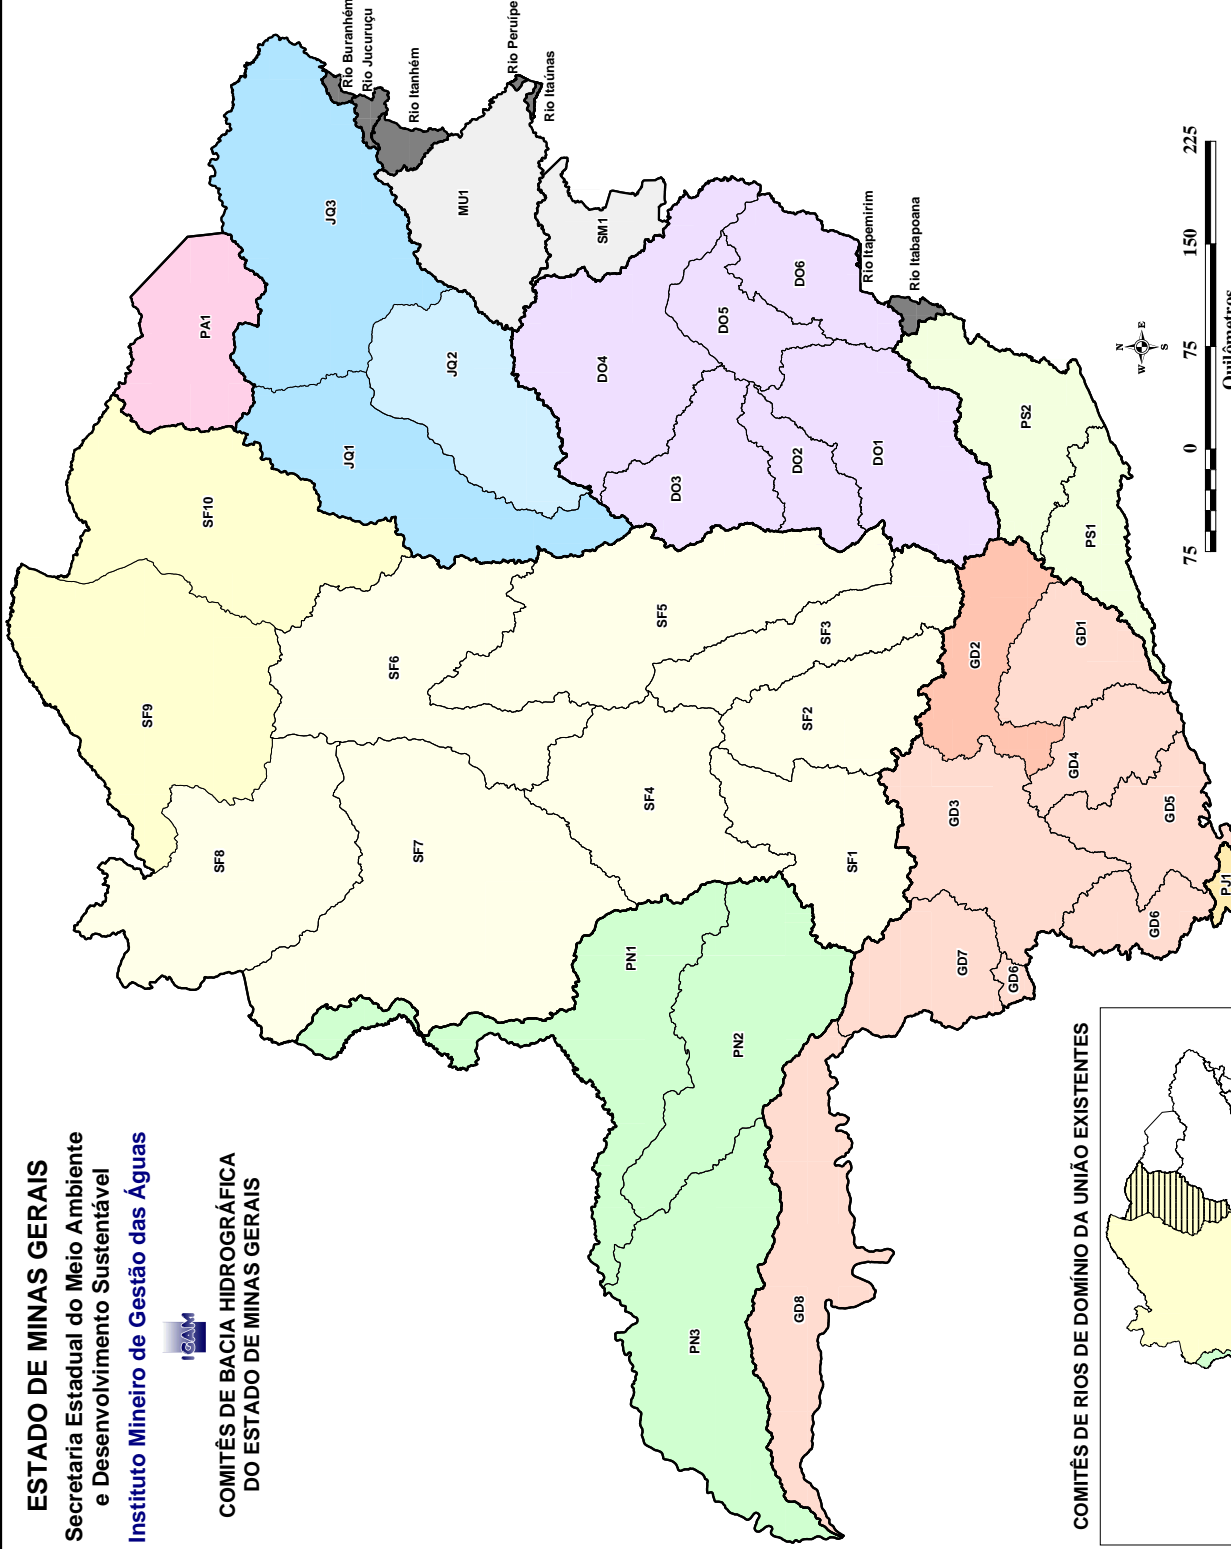 ESTADO DE MINAS GERAIS
Secretaria Estadual do Meio Ambiente
e Desenvolvimento Sustentável
Instituto Mineiro de Gestão das Águas
IGAM
COMITÊS DE BACIA HIDROGRÁFICA
DO ESTADO DE MINAS GERAIS
Rio Buranhém
Rio Jucuruçu
Rio Itanhém
Rio Peruípe
Rio Itaúnas
Rio Itapemirim
Rio Itabapoana
PA1
JQ3
JQ1
JQ2
MU1
SM1
SF10
SF9
SF8
SF7
SF6
SF5
SF4
SF3
SF2
SF1
DO4
DO5
DO6
DO3
DO2
DO1
PS2
PS1
PN1
PN2
PN3
GD2
GD1
GD3
GD4
GD5
GD6
GD7
GD6
GD8
PJ1
N
W
E
S
75
0
75
150
225
Quilômetros
COMITÊS DE RIOS DE DOMÍNIO DA UNIÃO EXISTENTES